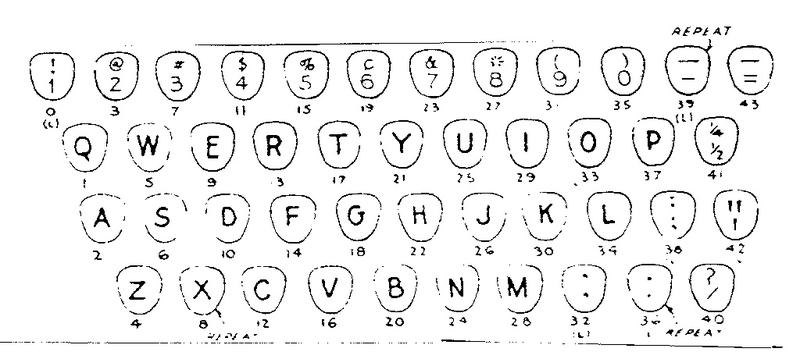 REPEAT
! @ # $ % ¢ & * ( ) — —
1 2 3 4 5 6 7 8 9 0 - =
0 3 7 11 15 19 23 27 3 35 39 43
(L) (L)
Q W E R T Y U I O P ¼
½
1 5 9 3 17 21 25 29 33 37 41
A S D F G H J K L : "
; '
2 6 10 14 18 22 26 30 34 38 42
Z X C V B N M , . ?
/
4 8 12 16 20 24 28 32 36 40
REPEAT (L) REPEAT